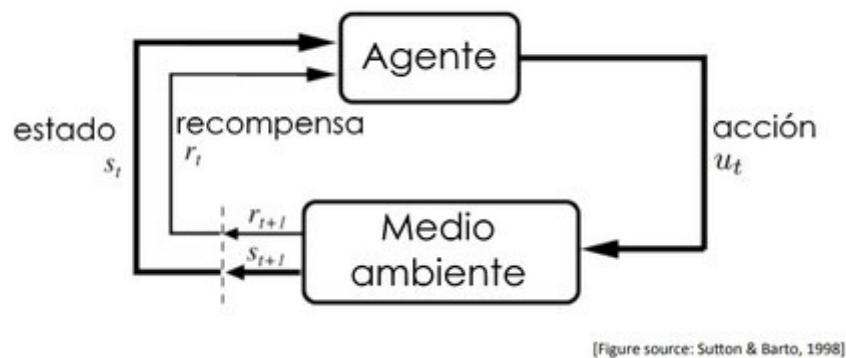 Agente
estado
s_t
recompensa
r_t
acción
u_t
r_{t+1}
s_{t+1}
Medio
ambiente
[Figure source: Sutton & Barto, 1998]